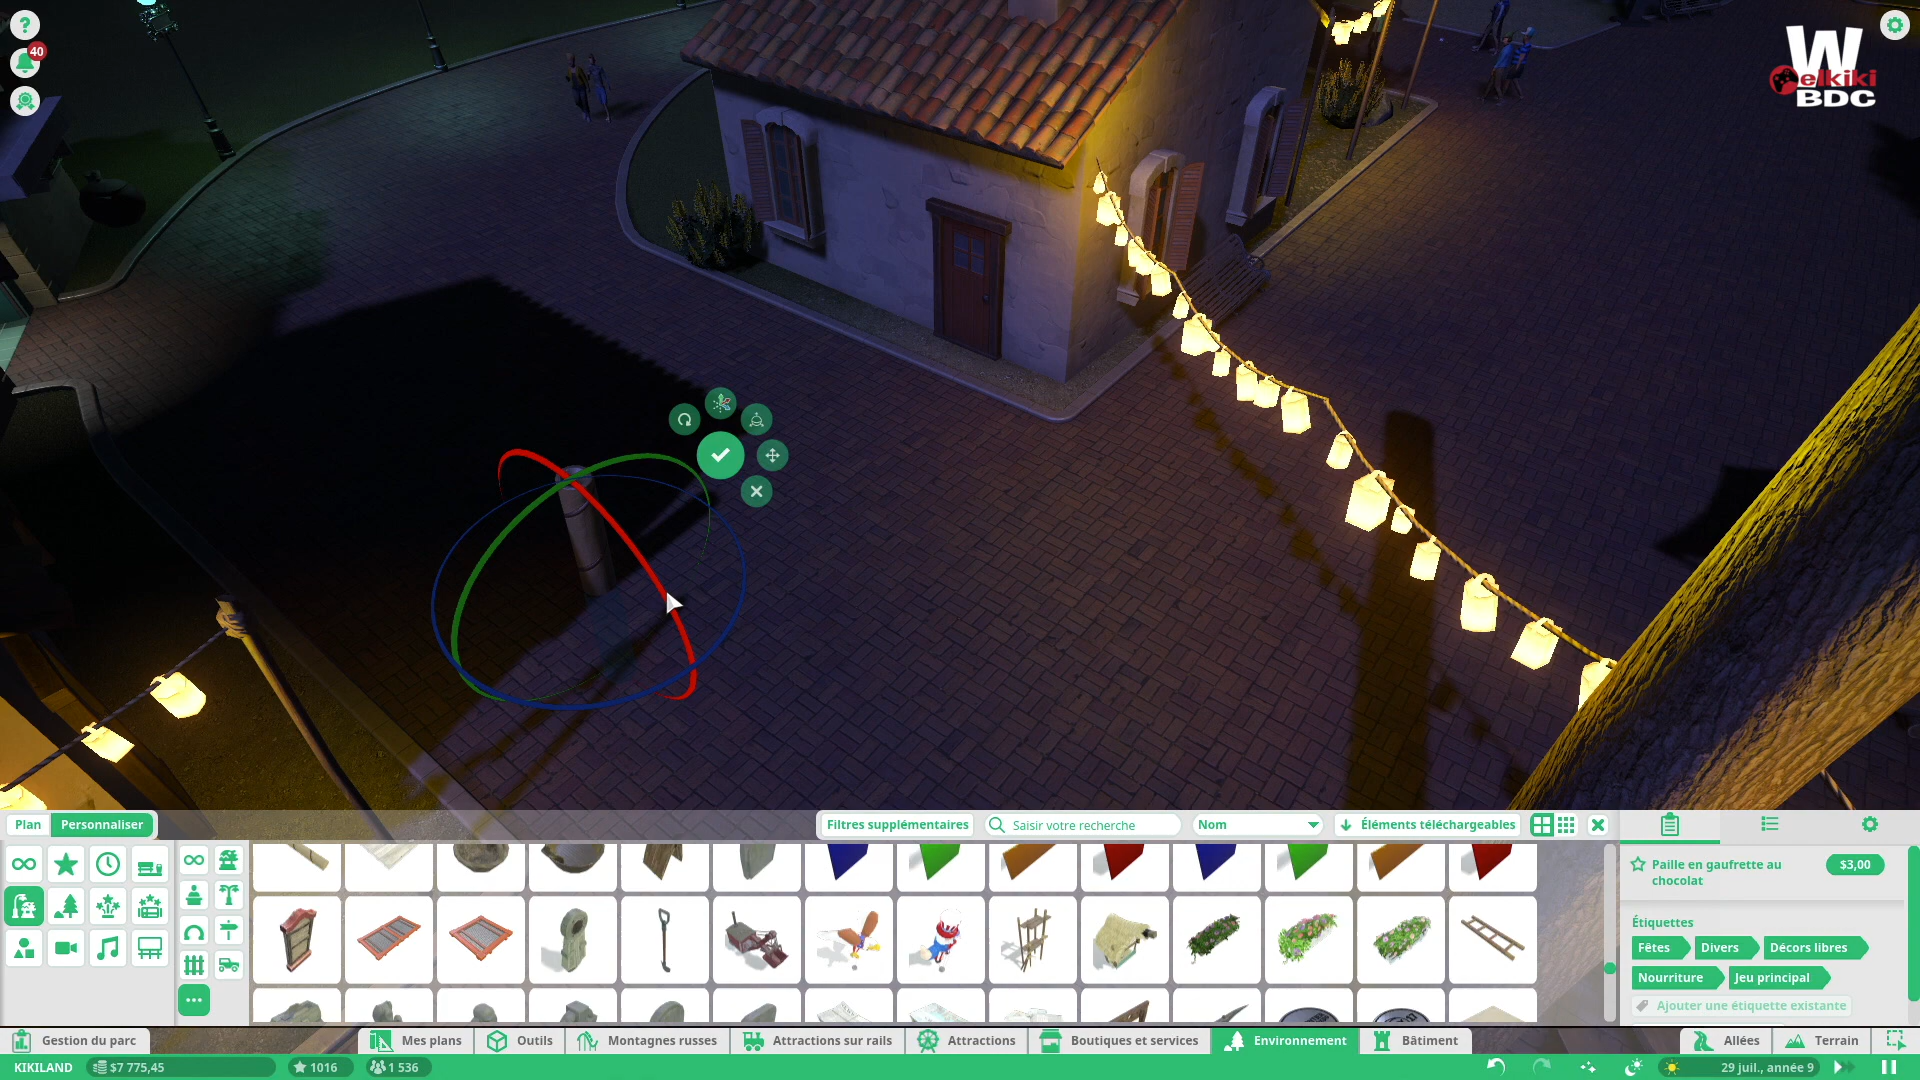 ?
40
W
elkiki
BDC
Plan
Personnaliser
Filtres supplémentaires
Saisir votre recherche
Nom
Éléments téléchargeables
Paille en gaufrette au
chocolat
$3,00
Étiquettes
Fêtes
Divers
Décors libres
Nourriture
Jeu principal
Ajouter une étiquette existante
Gestion du parc
Mes plans
Outils
Montagnes russes
Attractions sur rails
Attractions
Boutiques et services
Environnement
Bâtiment
Allées
Terrain
KIKILAND
$7 775,45
1016
1 536
29 juil., année 9